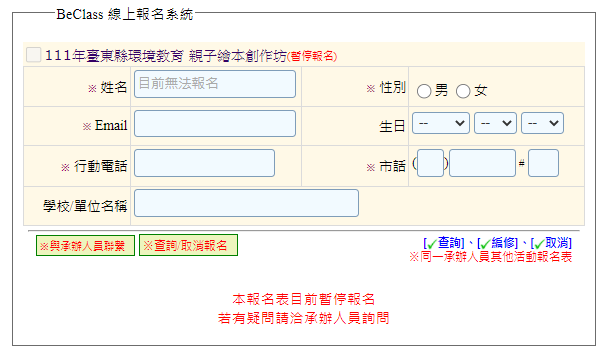 BeClass 線上報名系統
111年臺東縣環境教育 親子繪本創作坊(暫停報名)
※ 姓名 目前無法報名 ※ 性別 男 女
※ Email 生日 -- -- --
※ 行動電話 ※ 市話 ( ) #
學校/單位名稱
※與承辦人員聯繫 ※查詢/取消報名 [✓查詢]、[✓編修]、[✓取消]
※同一承辦人員其他活動報名表
本報名表目前暫停報名
若有疑問請洽承辦人員詢問